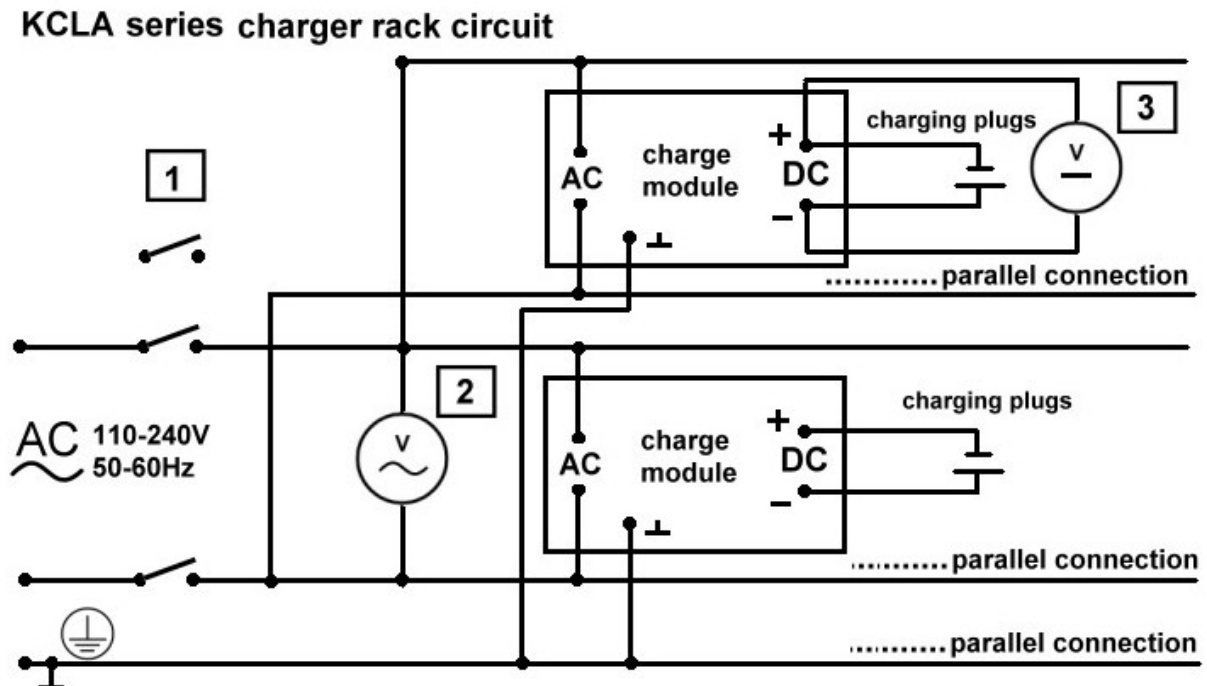 KCLA series charger rack circuit
3
charging plugs
V
+
charge
module
AC
DC
−
parallel connection
1
2
V
AC 110-240V
50-60Hz
charging plugs
+
charge
module
AC
DC
−
parallel connection
parallel connection